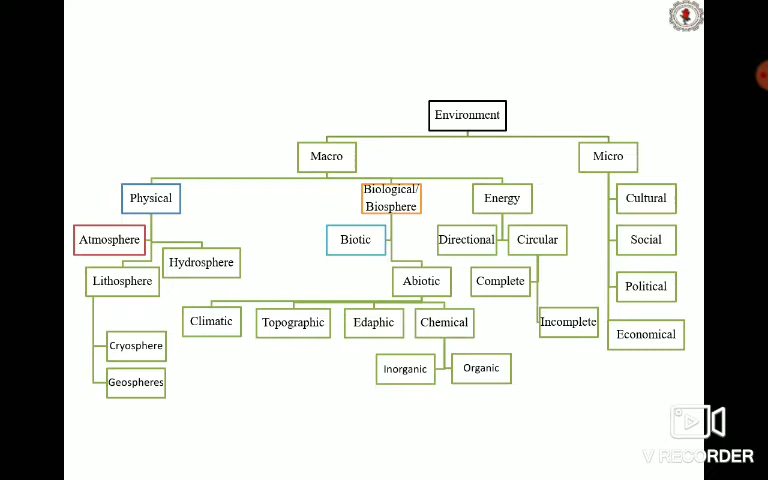 Environment
Macro
Micro
Physical
Biological/
Biosphere
Energy
Cultural
Atmosphere
Hydrosphere
Biotic
Directional
Circular
Social
Lithosphere
Abiotic
Complete
Political
Climatic
Topographic
Edaphic
Chemical
Incomplete
Economical
Cryosphere
Geospheres
Inorganic
Organic
V RECORDER